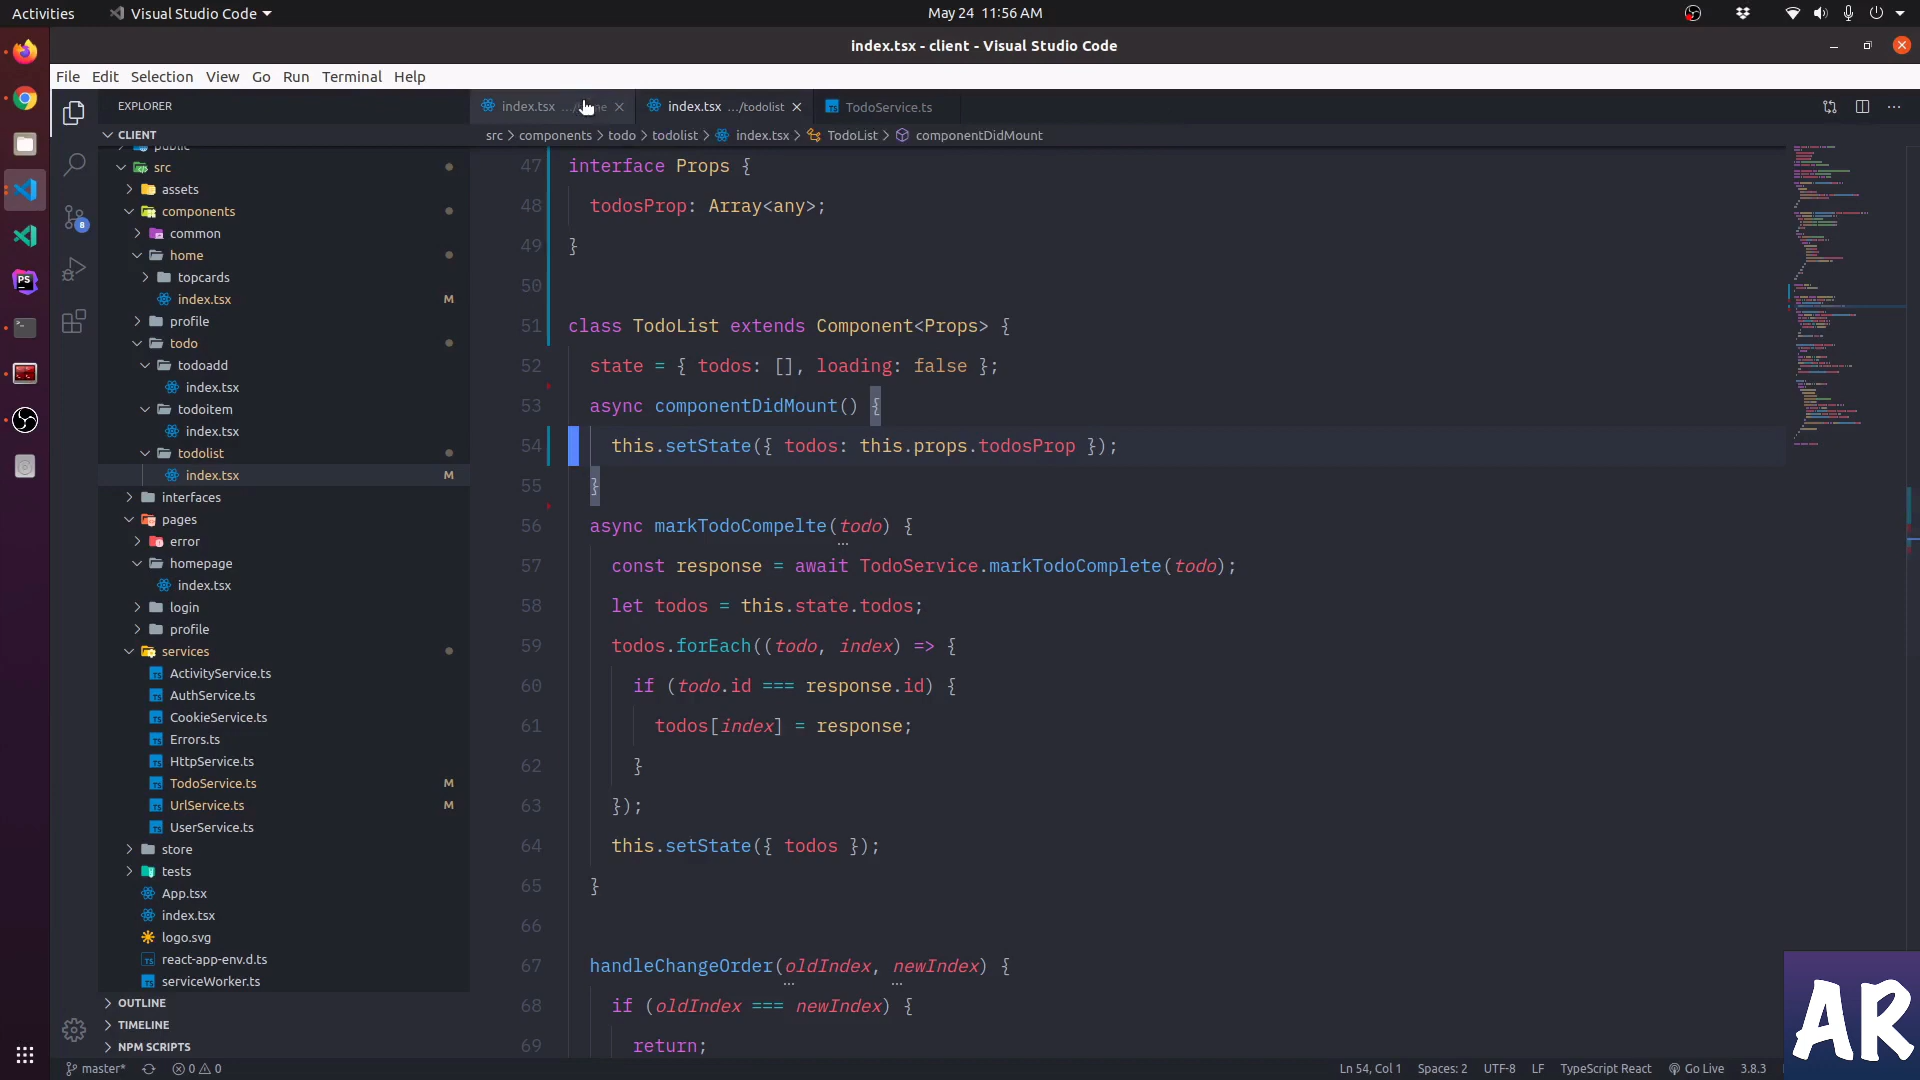 Activities
Visual Studio Code
May 24 11:56 AM
index.tsx - client - Visual Studio Code
File Edit Selection View Go Run Terminal Help
EXPLORER
CLIENT
public
src
assets
components
common
home
topcards
index.tsx M
profile
todo
todoadd
index.tsx
todoitem
index.tsx
todolist
index.tsx M
interfaces
pages
error
homepage
index.tsx
login
profile
services
ActivityService.ts
AuthService.ts
CookieService.ts
Errors.ts
HttpService.ts
TodoService.ts M
UrlService.ts M
UserService.ts
store
tests
App.tsx
index.tsx
logo.svg
react-app-env.d.ts
serviceWorker.ts
OUTLINE
TIMELINE
NPM SCRIPTS
8
PS
index.tsx
index.tsx .../todolist
TodoService.ts
src > components > todo > todolist > index.tsx > TodoList > componentDidMount
47 interface Props {
48 todosProp: Array<any>;
49 }
50
51 class TodoList extends Component<Props> {
52 state = { todos: [], loading: false };
53 async componentDidMount() {
54 this.setState({ todos: this.props.todosProp });
55 }
56 async markTodoCompelte(todo) {
57 const response = await TodoService.markTodoComplete(todo);
58 let todos = this.state.todos;
59 todos.forEach((todo, index) => {
60 if (todo.id === response.id) {
61 todos[index] = response;
62 }
63 });
64 this.setState({ todos });
65 }
66
67 handleChangeOrder(oldIndex, newIndex) {
68 if (oldIndex === newIndex) {
69 return;
AR
master* 0 0
Ln 54, Col 1 Spaces: 2 UTF-8 LF TypeScript React Go Live 3.8.3